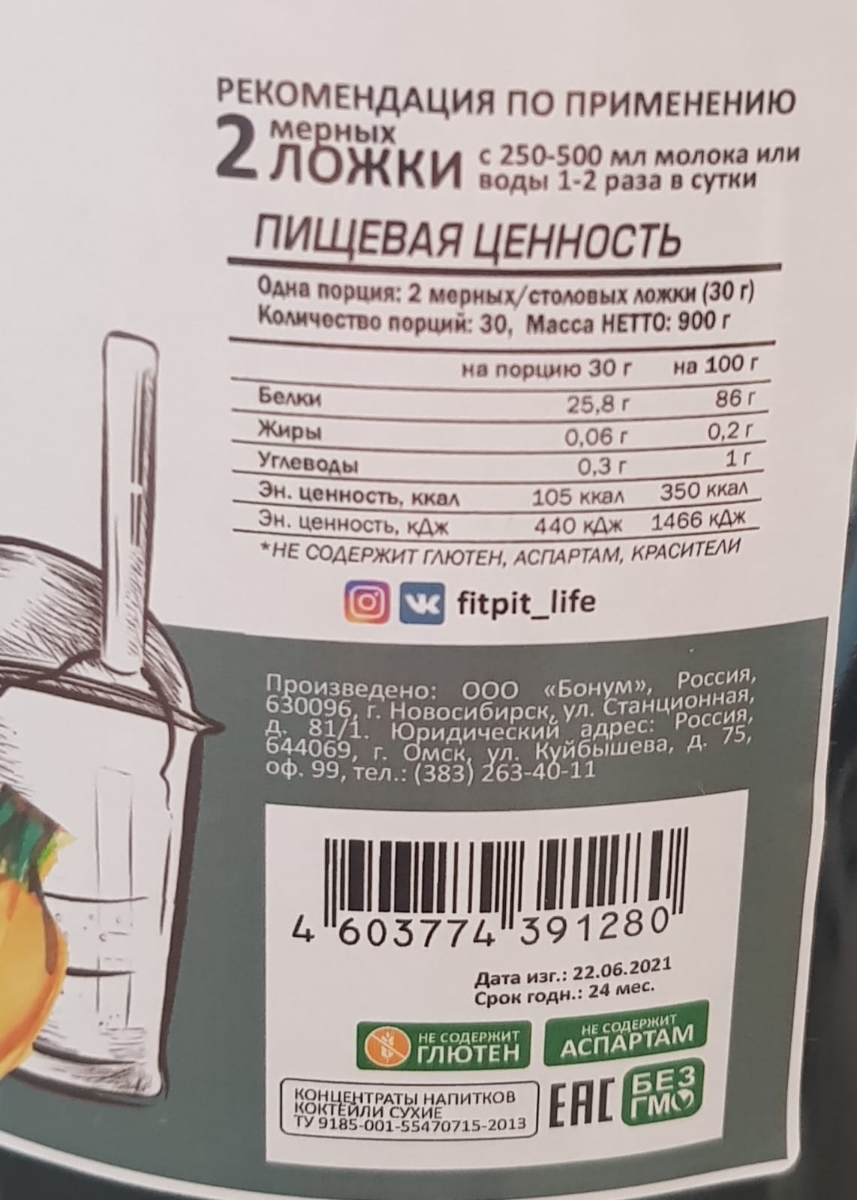 РЕКОМЕНДАЦИЯ ПО ПРИМЕНЕНИЮ
2 мерных ЛОЖКИ с 250-500 мл молока или
воды 1-2 раза в сутки
ПИЩЕВАЯ ЦЕННОСТЬ
Одна порция: 2 мерных/столовых ложки (30 г)
Количество порций: 30, Масса НЕТТО: 900 г
на порцию 30 г на 100 г
Белки 25,8 г 86 г
Жиры 0,06 г 0,2 г
Углеводы 0,3 г 1 г
Эн. ценность, ккал 105 ккал 350 ккал
Эн. ценность, кДж 440 кДж 1466 кДж
*НЕ СОДЕРЖИТ ГЛЮТЕН, АСПАРТАМ, КРАСИТЕЛИ
fitpit_life
Произведено: ООО «Бонум», Россия,
630096, г. Новосибирск, ул. Станционная,
д. 81/1. Юридический адрес: Россия,
644069, г. Омск, ул. Куйбышева, д. 75,
оф. 99, тел.: (383) 263-40-11
4 603774 391280
Дата изг.: 22.06.2021
Срок годн.: 24 мес.
НЕ СОДЕРЖИТ
ГЛЮТЕН
НЕ СОДЕРЖИТ
АСПАРТАМ
КОНЦЕНТРАТЫ НАПИТКОВ
КОКТЕЙЛИ СУХИЕ
ТУ 9185-001-55470715-2013
ЕАС
БЕЗ
ГМО